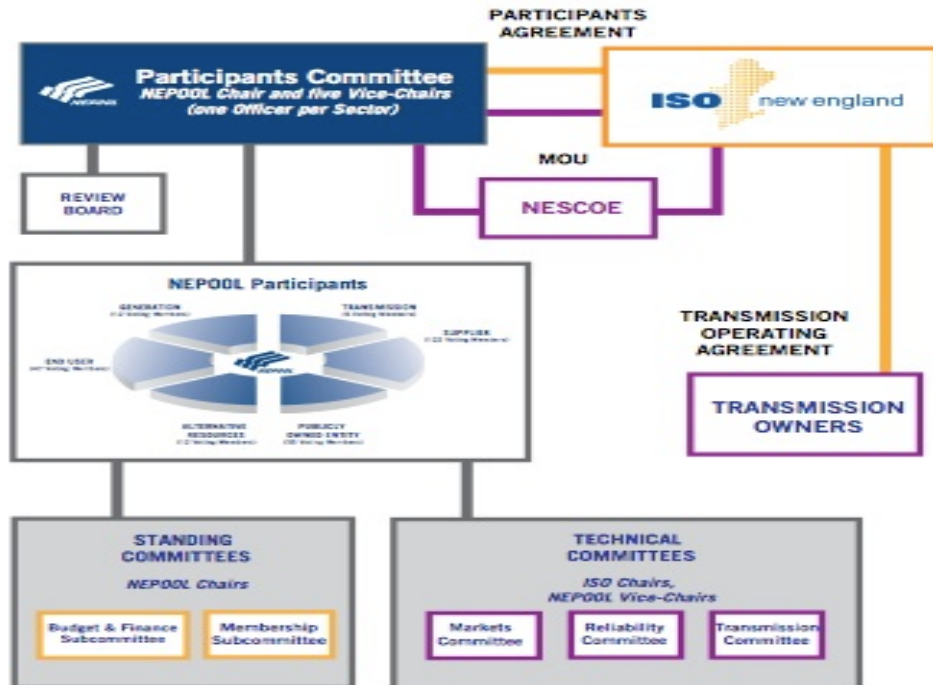 PARTICIPANTS
AGREEMENT
Participants Committee
NEPOOL Chair and five Vice-Chairs
(one Officer per Sector)
NEPOOL
ISO new england
MOU
REVIEW
BOARD
NESCOE
NEPOOL Participants
GENERATION
TRANSMISSION
SUPPLIER
END USER
NEPOOL
ALTERNATIVE
RESOURCES
PUBLICLY
OWNED ENTITY
TRANSMISSION
OPERATING
AGREEMENT
TRANSMISSION
OWNERS
STANDING
COMMITTEES
NEPOOL Chairs
Budget & Finance
Subcommittee
Membership
Subcommittee
TECHNICAL
COMMITTEES
ISO Chairs,
NEPOOL Vice-Chairs
Markets
Committee
Reliability
Committee
Transmission
Committee